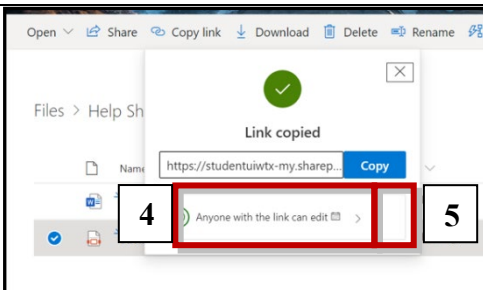 Open Share Copy link Download Delete Rename
Files > Help Sh
Link copied
https://studentuiwtx-my.sharep... Copy
Name
4 Anyone with the link can edit > 5